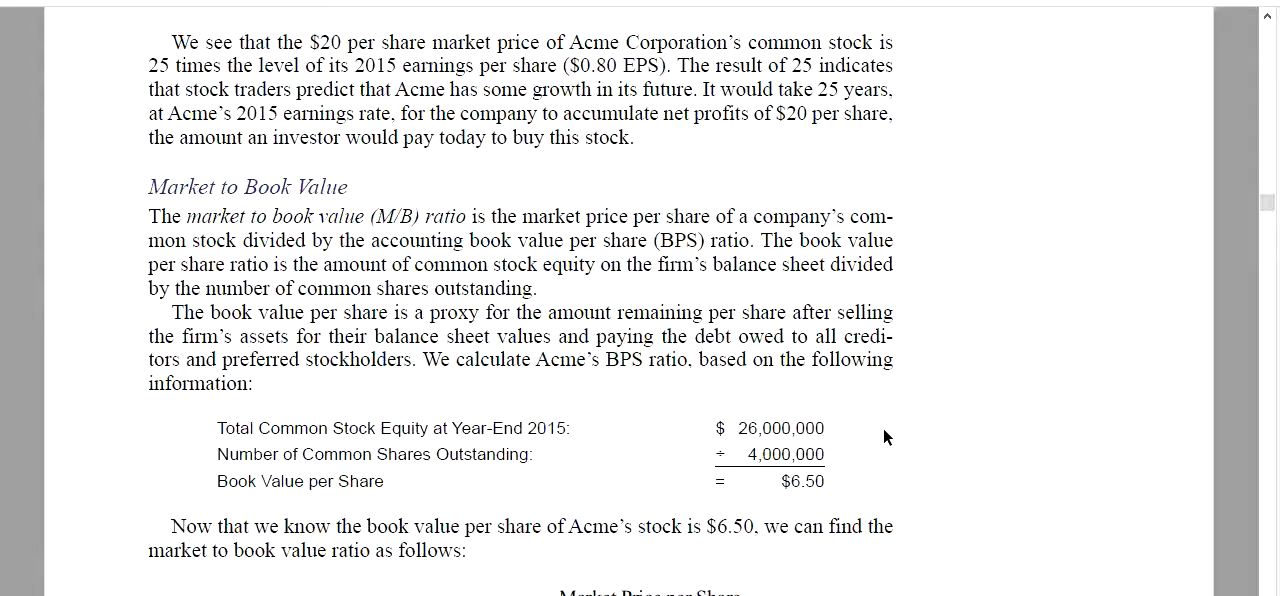 We see that the $20 per share market price of Acme Corporation’s common stock is
25 times the level of its 2015 earnings per share ($0.80 EPS). The result of 25 indicates
that stock traders predict that Acme has some growth in its future. It would take 25 years,
at Acme’s 2015 earnings rate, for the company to accumulate net profits of $20 per share,
the amount an investor would pay today to buy this stock.
Market to Book Value
The market to book value (M/B) ratio is the market price per share of a company’s com-
mon stock divided by the accounting book value per share (BPS) ratio. The book value
per share ratio is the amount of common stock equity on the firm’s balance sheet divided
by the number of common shares outstanding.
The book value per share is a proxy for the amount remaining per share after selling
the firm’s assets for their balance sheet values and paying the debt owed to all credi-
tors and preferred stockholders. We calculate Acme’s BPS ratio, based on the following
information:
Total Common Stock Equity at Year-End 2015: $ 26,000,000
Number of Common Shares Outstanding: ÷ 4,000,000
Book Value per Share = $6.50
Now that we know the book value per share of Acme’s stock is $6.50, we can find the
market to book value ratio as follows:
Market Price per Share